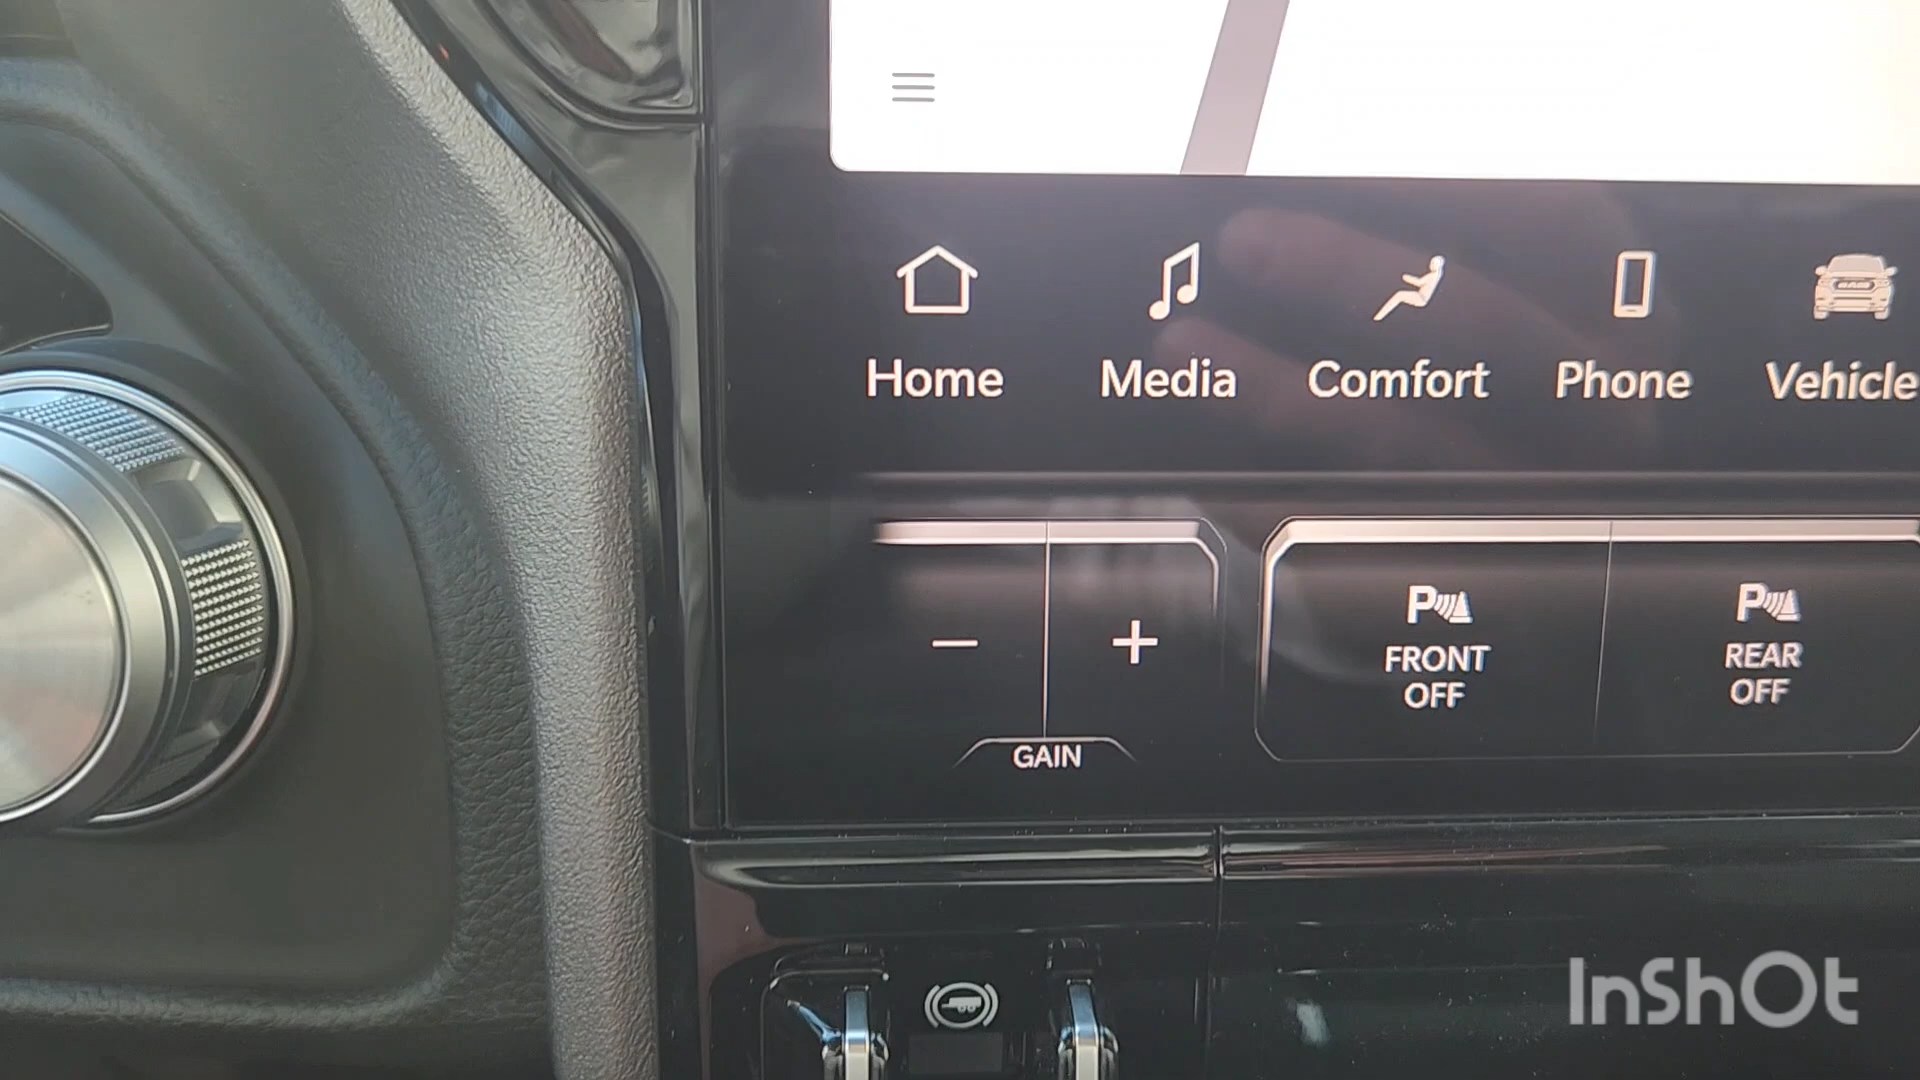 Home Media Comfort Phone Vehicle
− +
GAIN
P FRONT OFF
P REAR OFF
InShOt